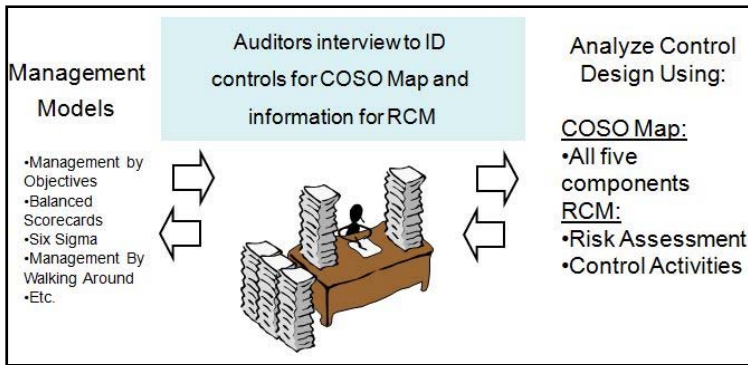 Management
Models
•Management by
Objectives
•Balanced
Scorecards
•Six Sigma
•Management By
Walking Around
•Etc.
Auditors interview to ID
controls for COSO Map and
information for RCM
Analyze Control
Design Using:
COSO Map:
•All five
components
RCM:
•Risk Assessment
•Control Activities